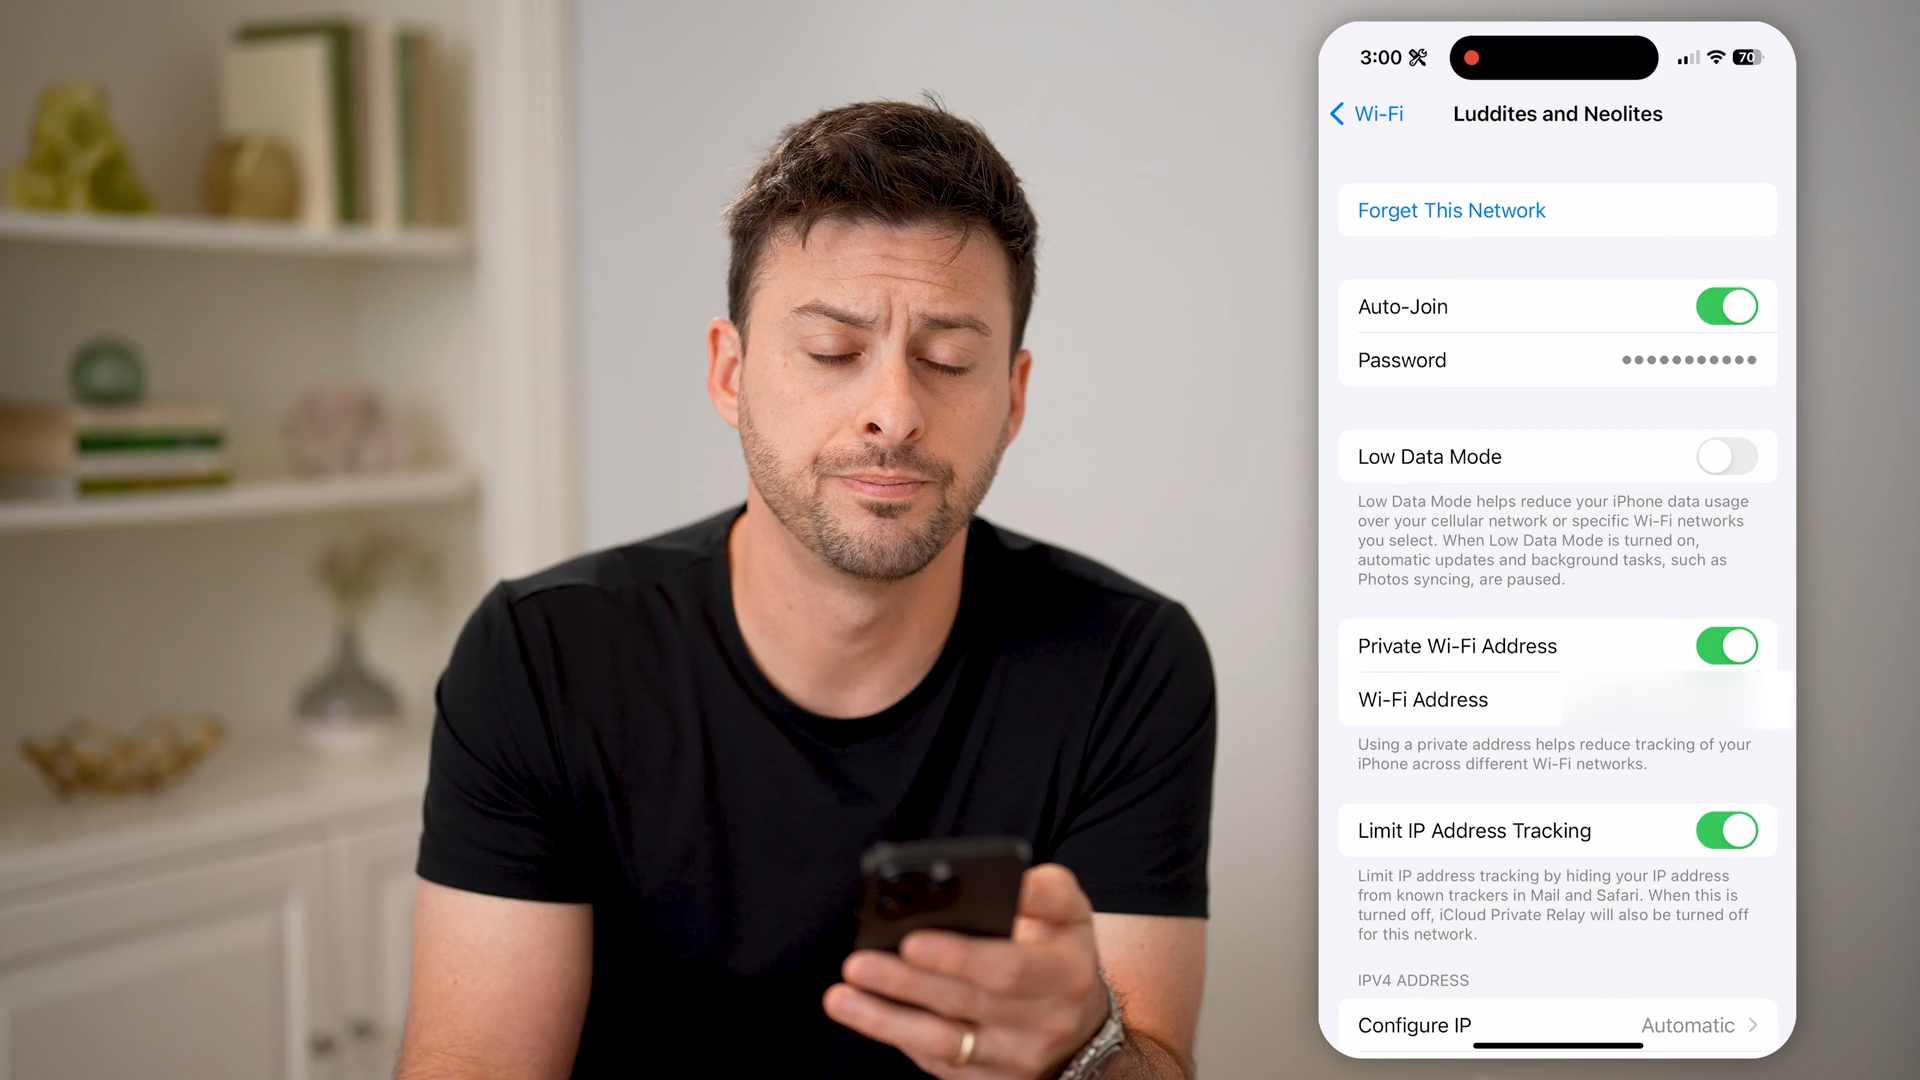 3:00
70
Wi-Fi
Luddites and Neolites
Forget This Network
Auto-Join
Password
Low Data Mode
Low Data Mode helps reduce your iPhone data usage
over your cellular network or specific Wi-Fi networks
you select. When Low Data Mode is turned on,
automatic updates and background tasks, such as
Photos syncing, are paused.
Private Wi-Fi Address
Wi-Fi Address
Using a private address helps reduce tracking of your
iPhone across different Wi-Fi networks.
Limit IP Address Tracking
Limit IP address tracking by hiding your IP address
from known trackers in Mail and Safari. When this is
turned off, iCloud Private Relay will also be turned off
for this network.
IPV4 ADDRESS
Configure IP Automatic